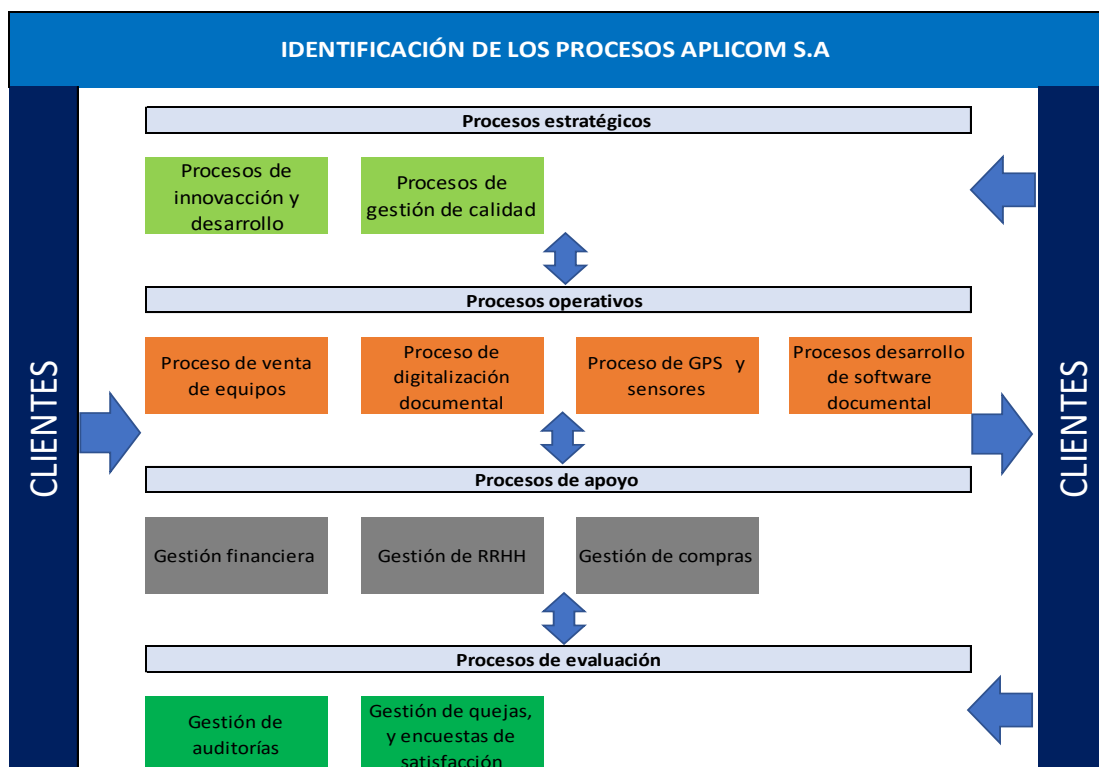 IDENTIFICACIÓN DE LOS PROCESOS APLICOM S.A
CLIENTES
Procesos estratégicos
Procesos de
innovacción y
desarrollo
Procesos de
gestión de calidad
Procesos operativos
Proceso de venta
de equipos
Proceso de
digitalización
documental
Proceso de GPS y
sensores
Procesos desarrollo
de software
documental
Procesos de apoyo
Gestión financiera
Gestión de RRHH
Gestión de compras
Procesos de evaluación
Gestión de
auditorías
Gestión de quejas,
y encuestas de
satisfacción
CLIENTES